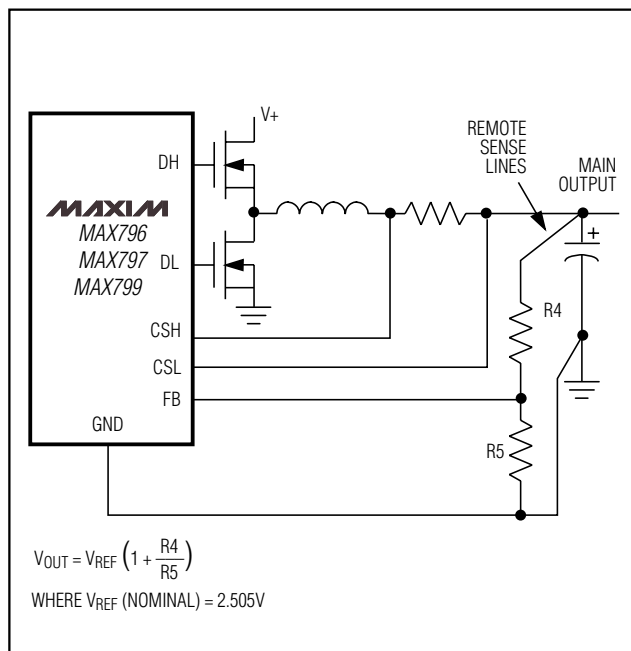 V+
REMOTE
SENSE
LINES
MAIN
OUTPUT
DH
MAXIM
MAX796
MAX797
MAX799
DL
+
R4
CSH
CSL
FB
GND
R5
VOUT = VREF (1 + R4/R5)
WHERE VREF (NOMINAL) = 2.505V